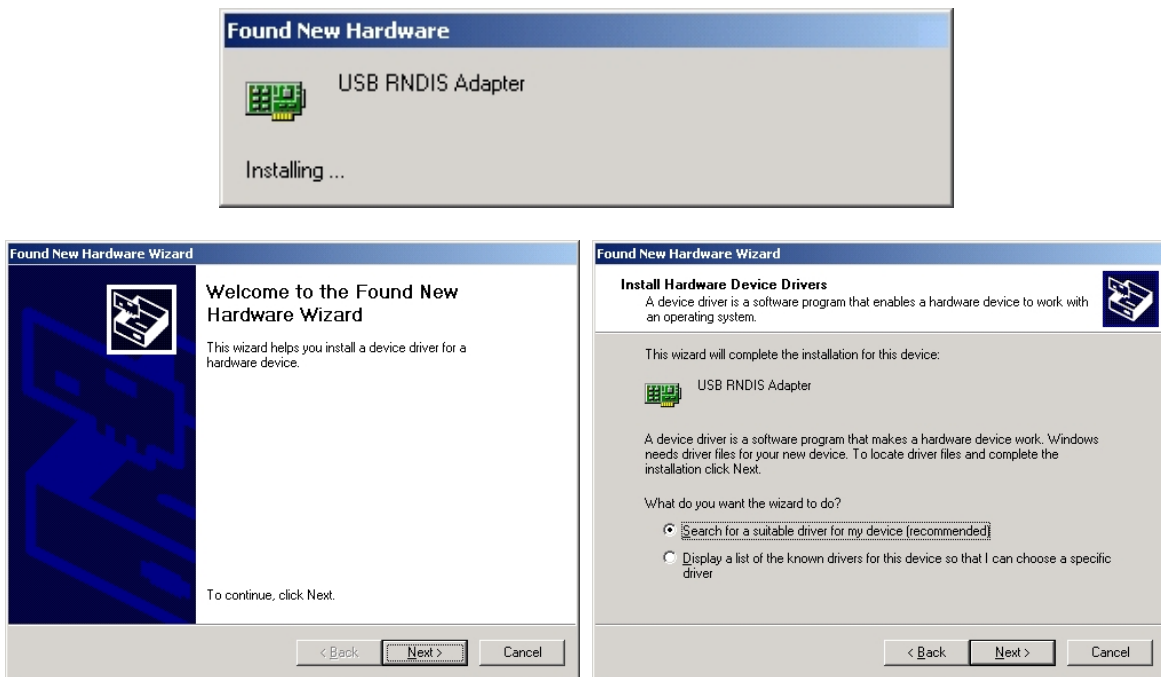 Found New Hardware
USB RNDIS Adapter
Installing ...
Found New Hardware Wizard
Welcome to the Found New
Hardware Wizard
This wizard helps you install a device driver for a
hardware device.
To continue, click Next.
< Back
Next >
Cancel
Found New Hardware Wizard
Install Hardware Device Drivers
A device driver is a software program that enables a hardware device to work with
an operating system.
This wizard will complete the installation for this device:
USB RNDIS Adapter
A device driver is a software program that makes a hardware device work. Windows
needs driver files for your new device. To locate driver files and complete the
installation click Next.
What do you want the wizard to do?
Search for a suitable driver for my device (recommended)
Display a list of the known drivers for this device so that I can choose a specific
driver
< Back
Next >
Cancel